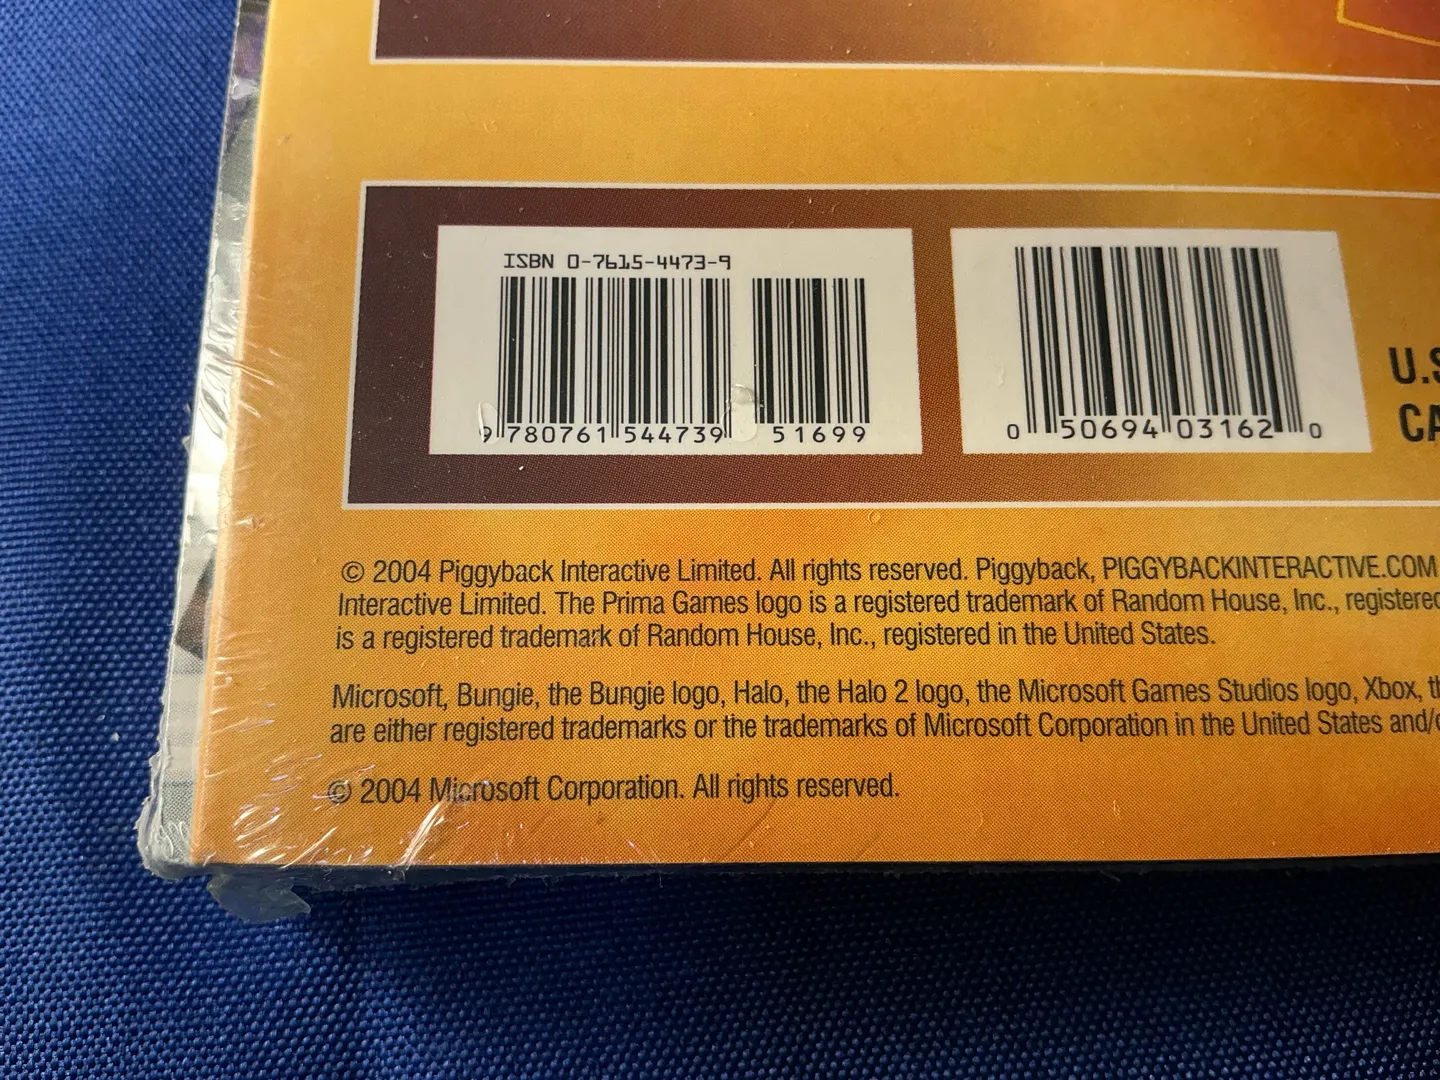 ISBN 0-7615-4473-9
9 780761 544739 51699
0 50694 03162 0
© 2004 Piggyback Interactive Limited. All rights reserved. Piggyback, PIGGYBACKINTERACTIVE.COM
Interactive Limited. The Prima Games logo is a registered trademark of Random House, Inc., registered
is a registered trademark of Random House, Inc., registered in the United States.
Microsoft, Bungie, the Bungie logo, Halo, the Halo 2 logo, the Microsoft Games Studios logo, Xbox,
are either registered trademarks or the trademarks of Microsoft Corporation in the United States
© 2004 Microsoft Corporation. All rights reserved.